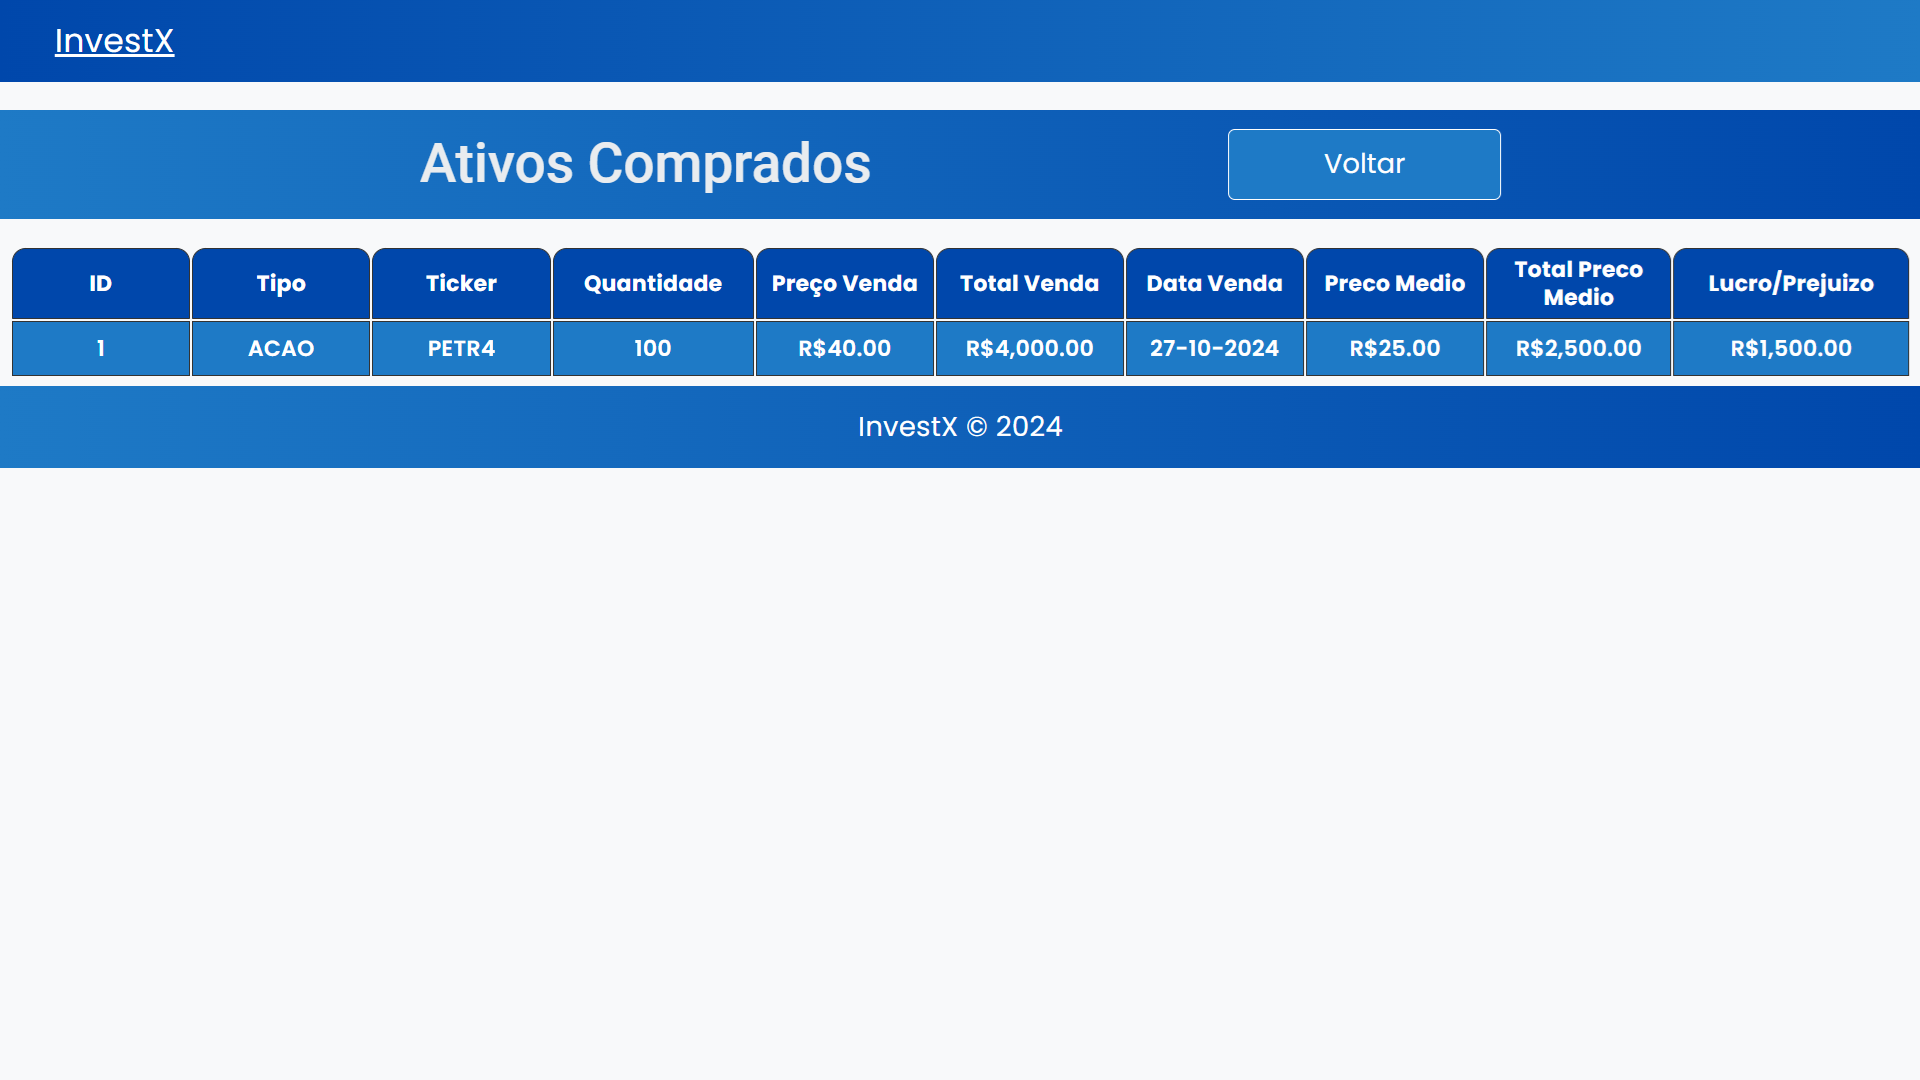 InvestX
Ativos Comprados
Voltar
ID Tipo Ticker Quantidade Preço Venda Total Venda Data Venda Preco Medio Total Preco Medio Lucro/Prejuizo
1 ACAO PETR4 100 R$40.00 R$4,000.00 27-10-2024 R$25.00 R$2,500.00 R$1,500.00
InvestX © 2024